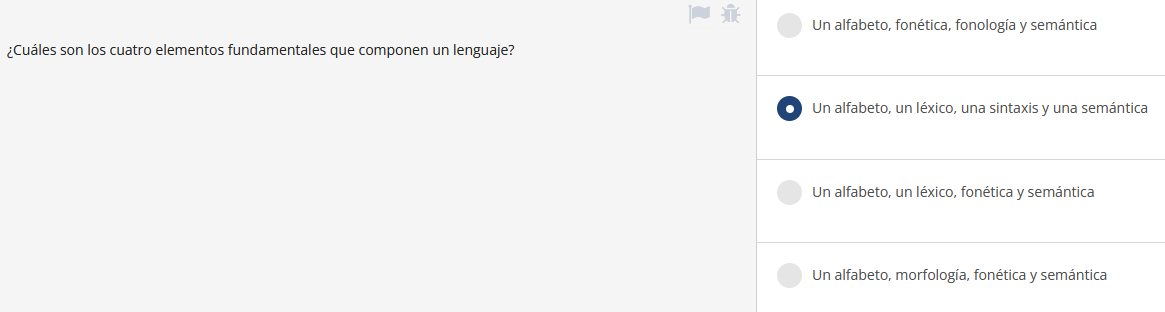 ¿Cuáles son los cuatro elementos fundamentales que componen un lenguaje?
Un alfabeto, fonética, fonología y semántica
Un alfabeto, un léxico, una sintaxis y una semántica
Un alfabeto, un léxico, fonética y semántica
Un alfabeto, morfología, fonética y semántica